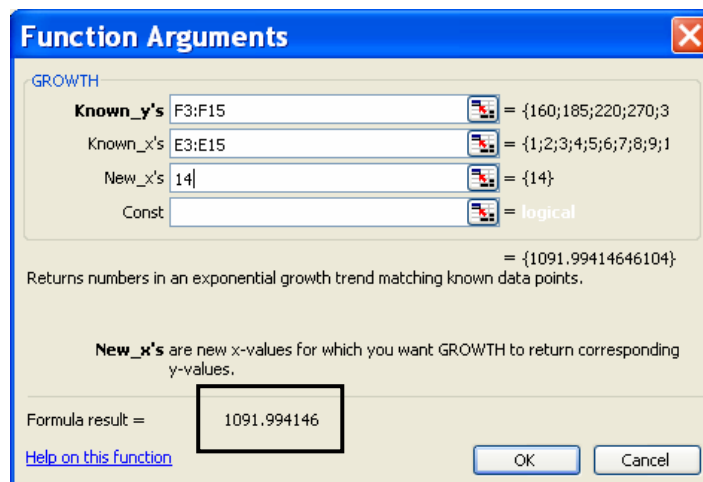 Function Arguments
GROWTH
Known_y's F3:F15 = {160;185;220;270;3
Known_x's E3:E15 = {1;2;3;4;5;6;7;8;9;1
New_x's 14 = {14}
Const = logical
= {1091.99414646104}
Returns numbers in an exponential growth trend matching known data points.
New_x's are new x-values for which you want GROWTH to return corresponding
y-values.
Formula result = 1091.994146
Help on this function OK Cancel